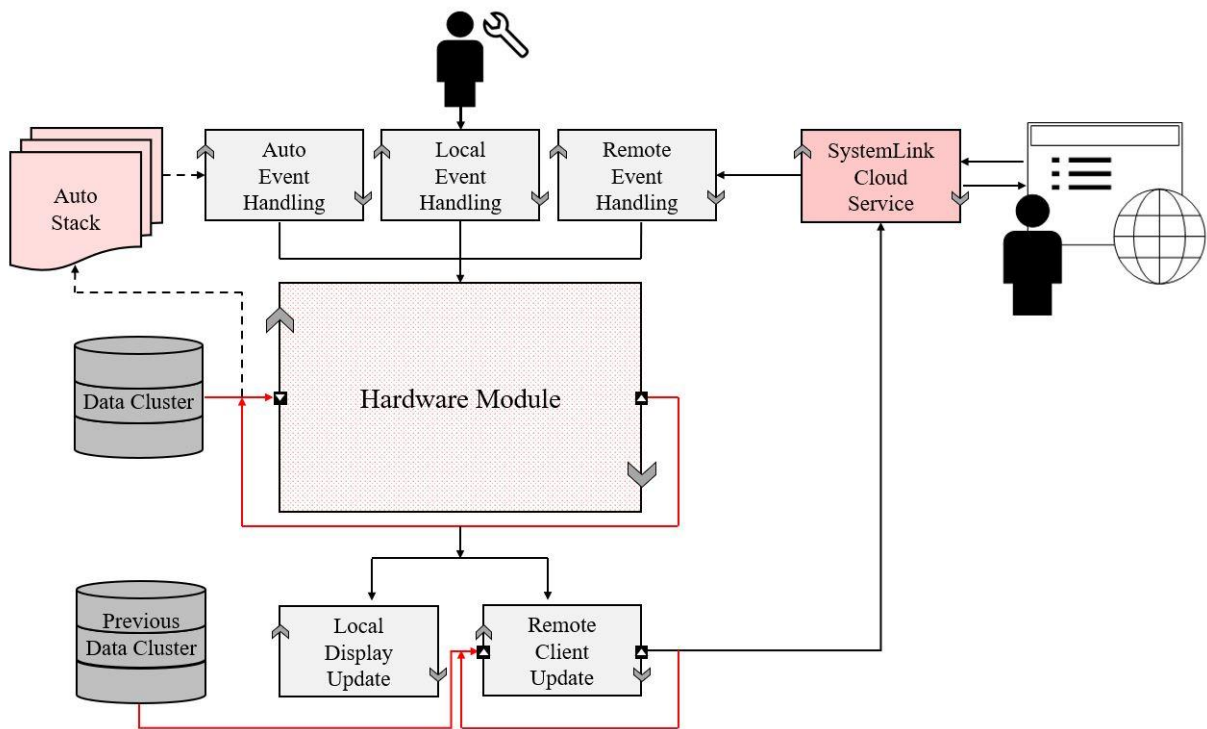 Auto
Event
Handling
Local
Event
Handling
Remote
Event
Handling
SystemLink
Cloud
Service
Auto
Stack
Data Cluster
Hardware Module
Previous
Data Cluster
Local
Display
Update
Remote
Client
Update